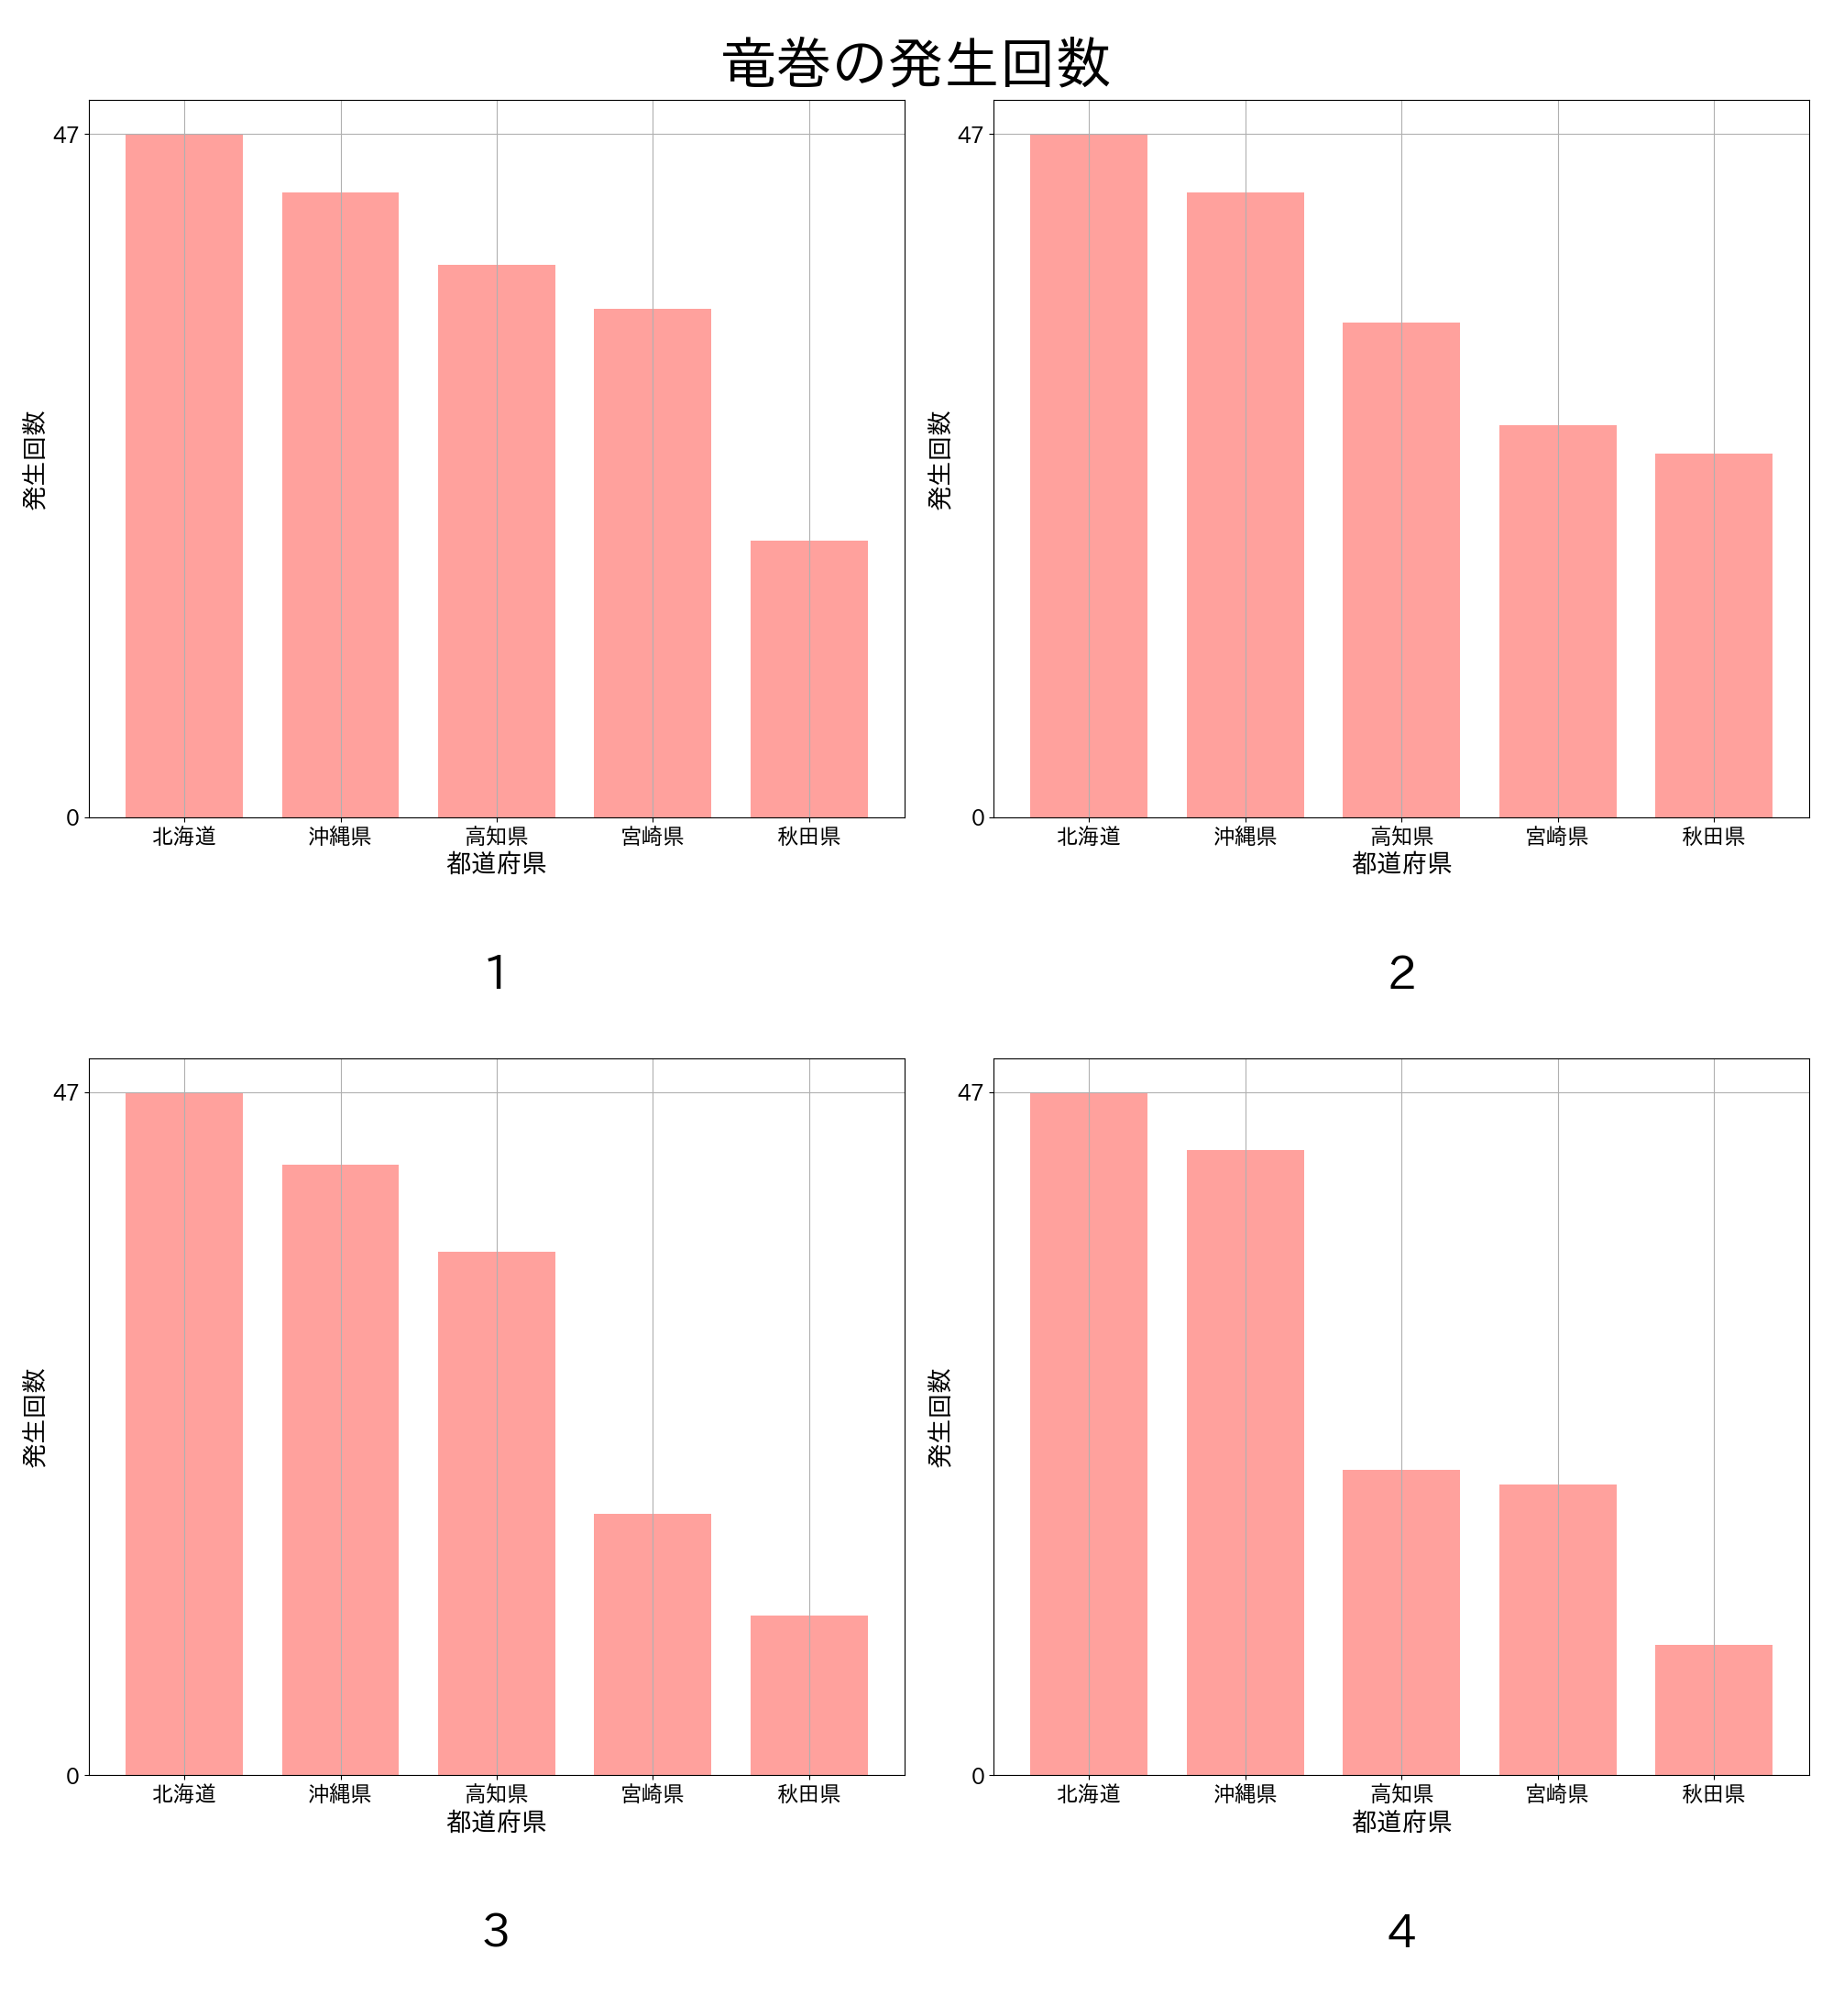 竜巻の発生回数
47
0
発生回数
北海道 沖縄県 高知県 宮崎県 秋田県
都道府県
1
47
0
発生回数
北海道 沖縄県 高知県 宮崎県 秋田県
都道府県
2
47
0
発生回数
北海道 沖縄県 高知県 宮崎県 秋田県
都道府県
3
47
0
発生回数
北海道 沖縄県 高知県 宮崎県 秋田県
都道府県
4